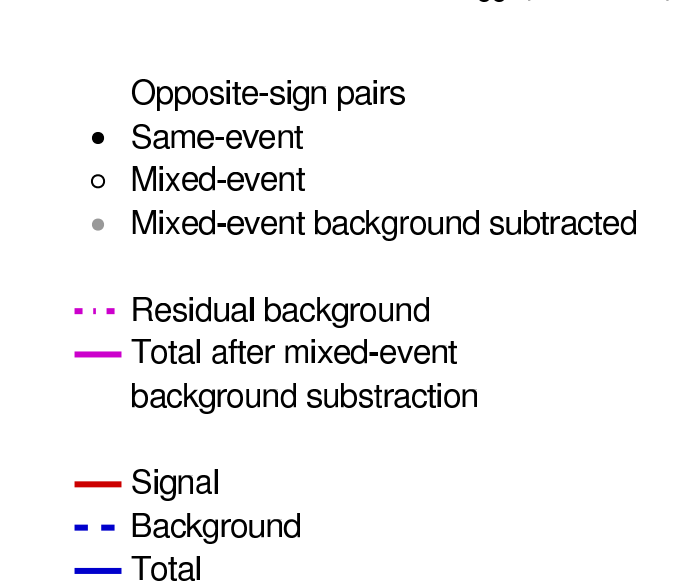 Opposite-sign pairs
Same-event
Mixed-event
Mixed-event background subtracted
Residual background
Total after mixed-event
background substraction
Signal
Background
Total